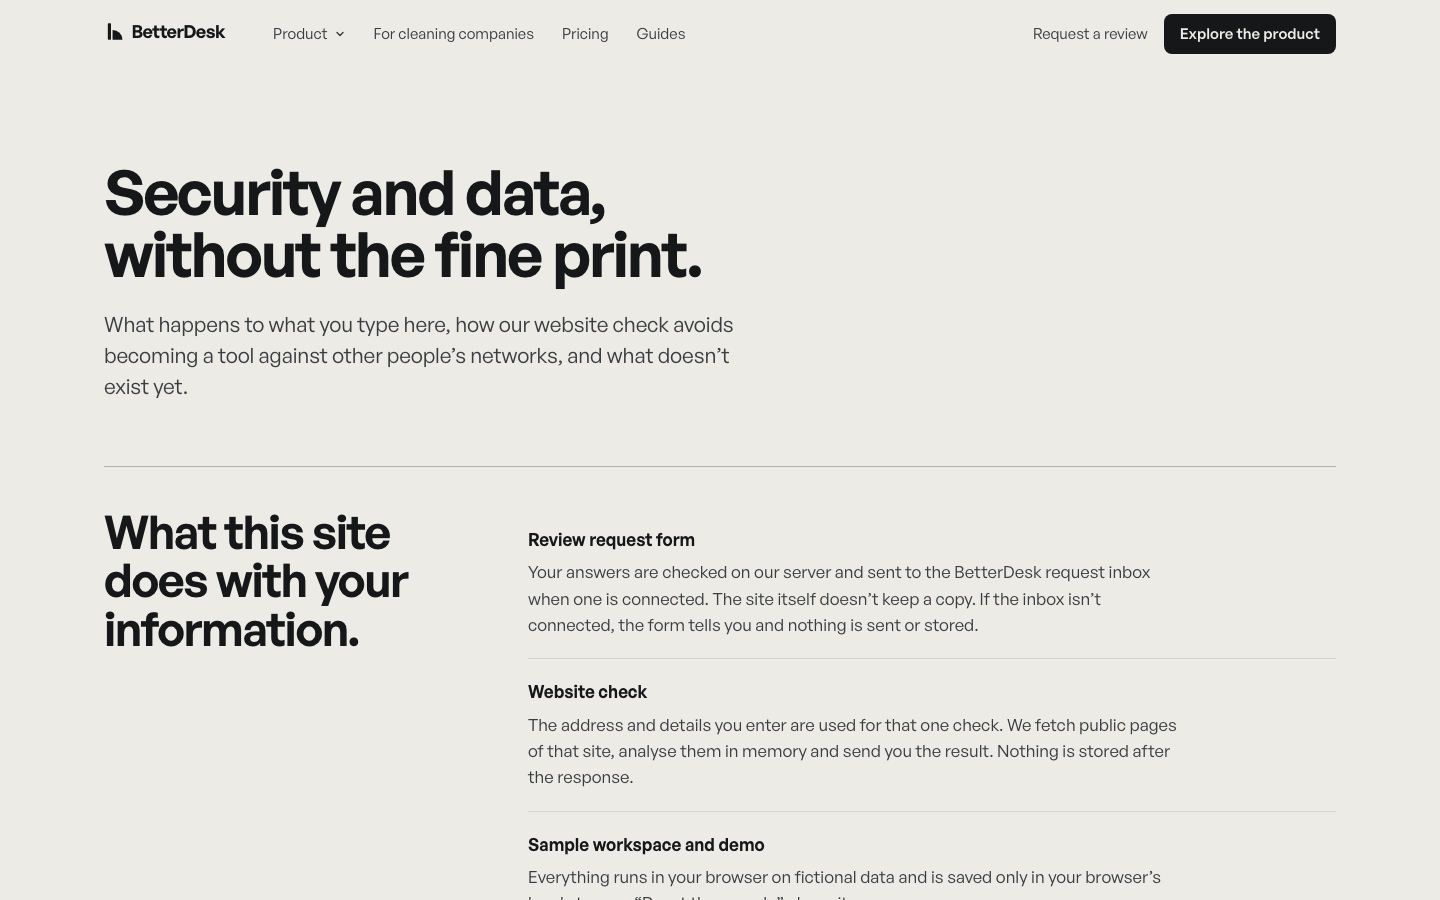 BetterDesk
Product
For cleaning companies
Pricing
Guides
Request a review
Explore the product
Security and data,
without the fine print.
What happens to what you type here, how our website check avoids
becoming a tool against other people’s networks, and what doesn’t
exist yet.
What this site
does with your
information.
Review request form
Your answers are checked on our server and sent to the BetterDesk request inbox
when one is connected. The site itself doesn’t keep a copy. If the inbox isn’t
connected, the form tells you and nothing is sent or stored.
Website check
The address and details you enter are used for that one check. We fetch public pages
of that site, analyse them in memory and send you the result. Nothing is stored after
the response.
Sample workspace and demo
Everything runs in your browser on fictional data and is saved only in your browser’s